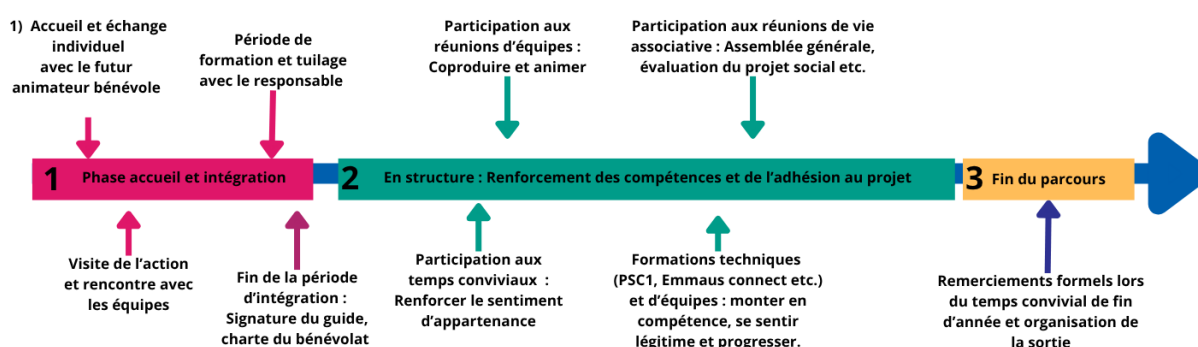 1) Accueil et échange
individuel
avec le futur
animateur bénévole
Période de
formation et tuilage
avec le responsable
Participation aux
réunions d'équipes :
Coproduire et animer
Participation aux réunions de vie
associative : Assemblée générale,
évaluation du projet social etc.
1 Phase accueil et intégration
2 En structure : Renforcement des compétences et de l'adhésion au projet
3 Fin du parcours
Visite de l'action
et rencontre avec
les équipes
Fin de la période
d'intégration :
Signature du guide,
charte du bénévolat
Participation aux
temps conviviaux :
Renforcer le sentiment
d'appartenance
Formations techniques
(PSC1, Emmaus connect etc.)
et d'équipes : monter en
compétence, se sentir
légitime et progresser.
Remerciements formels lors
du temps convivial de fin
d'année et organisation de
la sortie